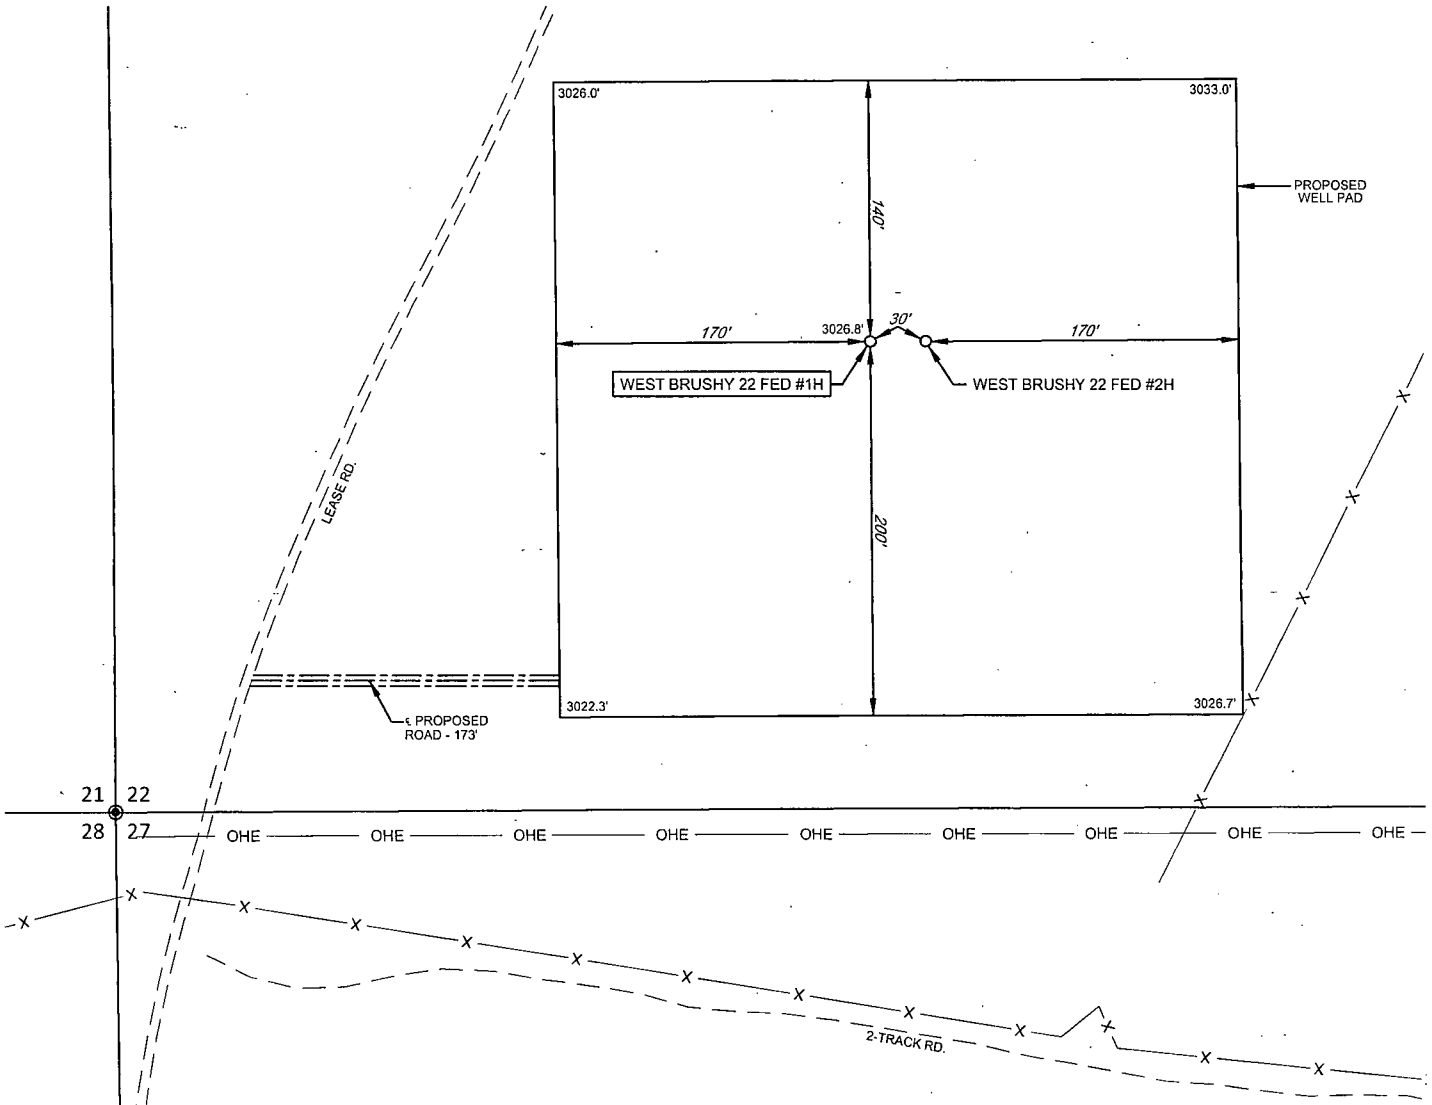 3026.0'
3033.0'
PROPOSED
WELL PAD
140'
170'
3026.8'
30'
170'
WEST BRUSHY 22 FED #1H
WEST BRUSHY 22 FED #2H
LEASE RD.
200'
3022.3'
3026.7'
℄ PROPOSED
ROAD - 173'
21 22
28 27
OHE OHE OHE OHE OHE OHE OHE OHE OHE
X X X X
X X X X X X X X X X X X X X
2-TRACK RD.